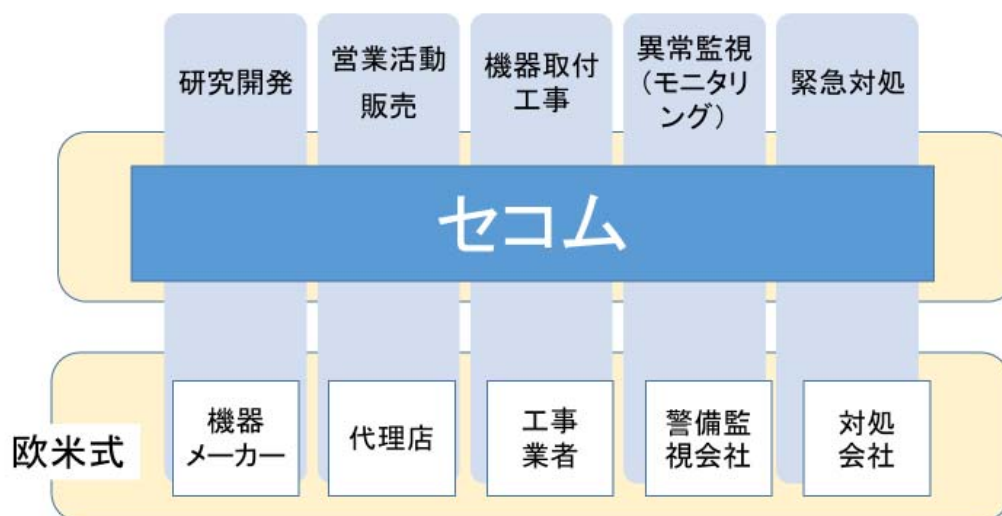 研究開発
営業活動
販売
機器取付
工事
異常監視
(モニタリ
ング)
緊急対処
セコム
欧米式
機器
メーカー
代理店
工事
業者
警備監
視会社
対処
会社